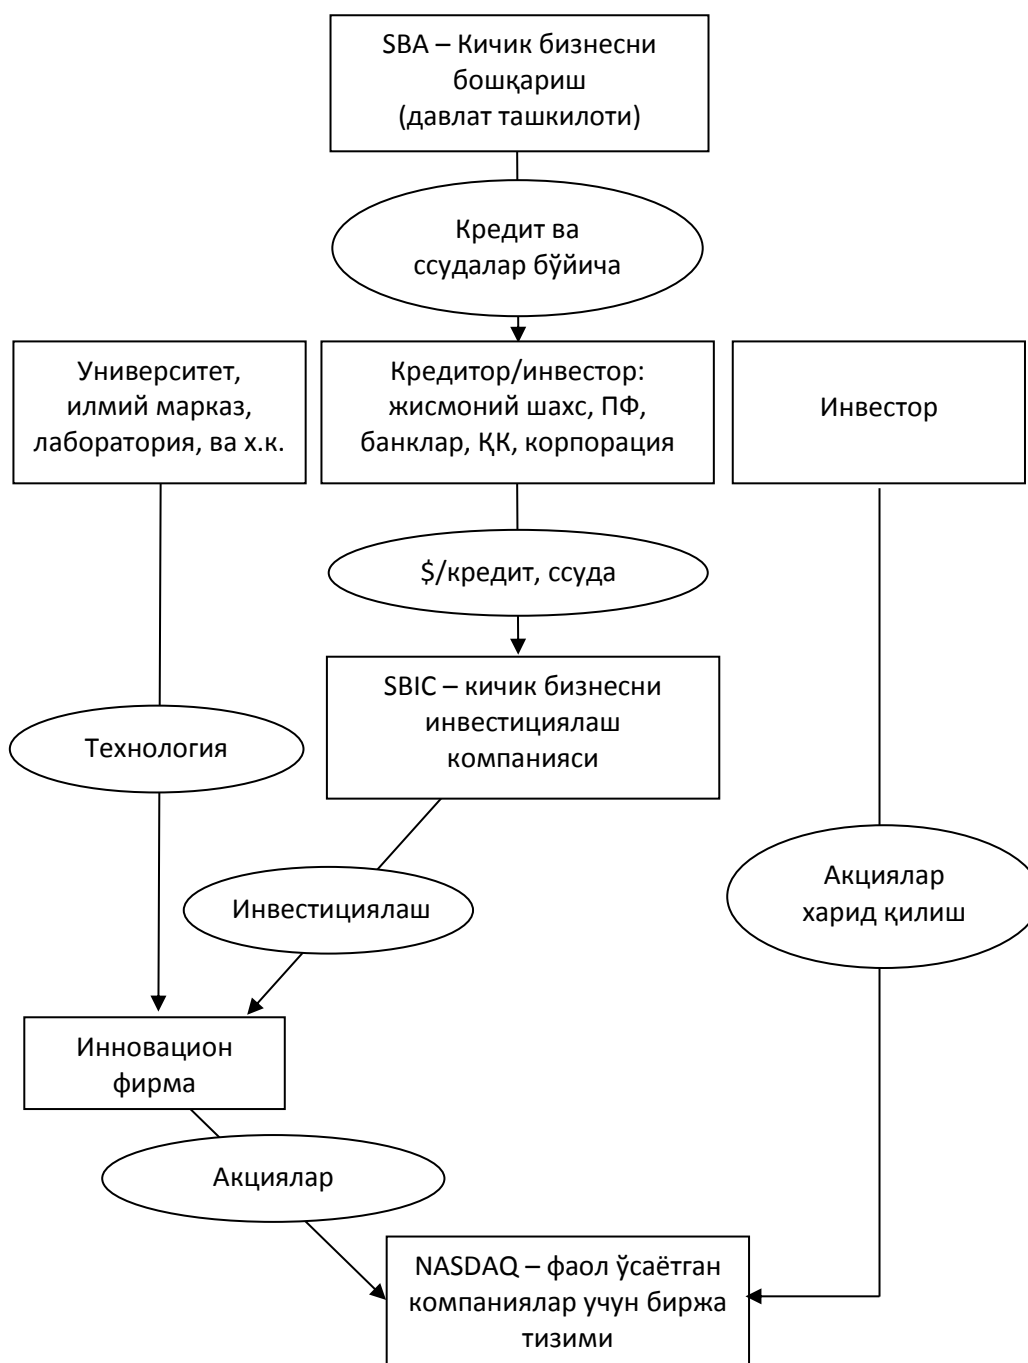 SBA – Кичик бизнесни
бошқариш
(давлат ташкилоти)
Кредит ва
ссудалар бўйича
Университет,
илмий марказ,
лаборатория, ва х.к.
Кредитор/инвестор:
жисмоний шахс, ПФ,
банклар, ҚК, корпорация
Инвестор
$/кредит, ссуда
SBIC – кичик бизнесни
инвестициялаш
компанияси
Технология
Акциялар
харид қилиш
Инвестициялаш
Инновацион
фирма
Акциялар
NASDAQ – фаол ўсаётган
компаниялар учун биржа
тизими